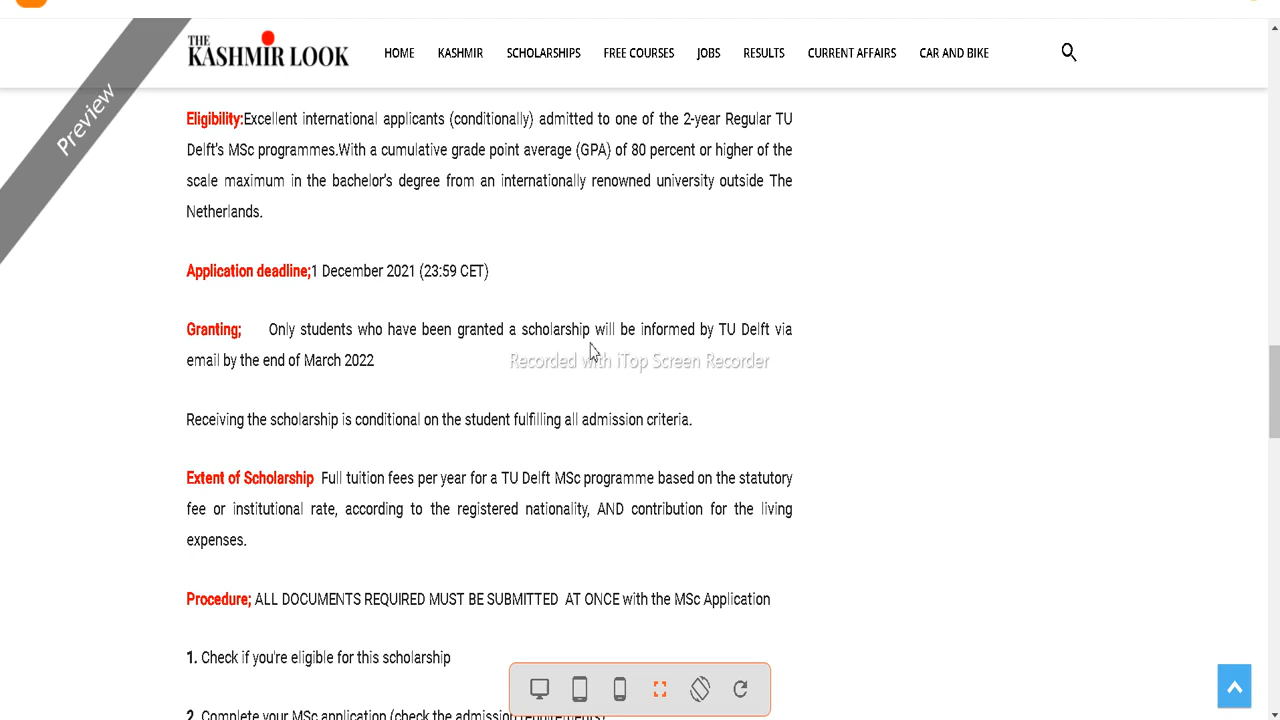 THE
KASHMIR LOOK
HOME KASHMIR SCHOLARSHIPS FREE COURSES JOBS RESULTS CURRENT AFFAIRS CAR AND BIKE
Preview
Eligibility:Excellent international applicants (conditionally) admitted to one of the 2-year Regular TU
Delft's MSc programmes.With a cumulative grade point average (GPA) of 80 percent or higher of the
scale maximum in the bachelor's degree from an internationally renowned university outside The
Netherlands.
Application deadline;1 December 2021 (23:59 CET)
Granting; Only students who have been granted a scholarship will be informed by TU Delft via
email by the end of March 2022
Recorded with iTop Screen Recorder
Receiving the scholarship is conditional on the student fulfilling all admission criteria.
Extent of Scholarship Full tuition fees per year for a TU Delft MSc programme based on the statutory
fee or institutional rate, according to the registered nationality, AND contribution for the living
expenses.
Procedure; ALL DOCUMENTS REQUIRED MUST BE SUBMITTED AT ONCE with the MSc Application
1. Check if you're eligible for this scholarship
2. Complete your MSc application (check the admission requirements)